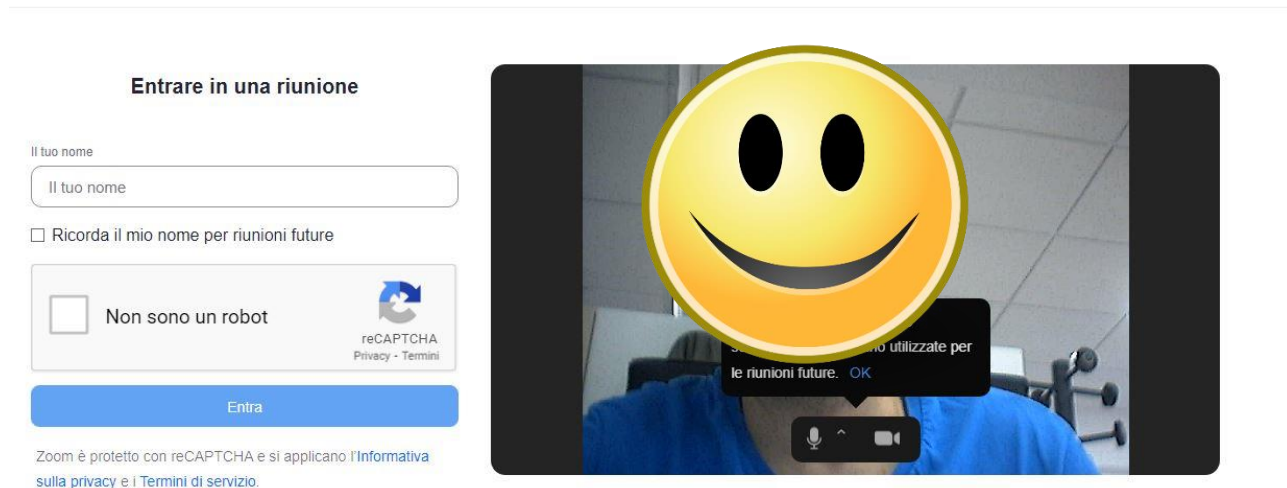 Entrare in una riunione
Il tuo nome
Il tuo nome
Ricorda il mio nome per riunioni future
Non sono un robot
reCAPTCHA
Privacy - Termini
Entra
Zoom è protetto con reCAPTCHA e si applicano l'Informativa
sulla privacy e i Termini di servizio.
utilizzate per
le riunioni future. OK